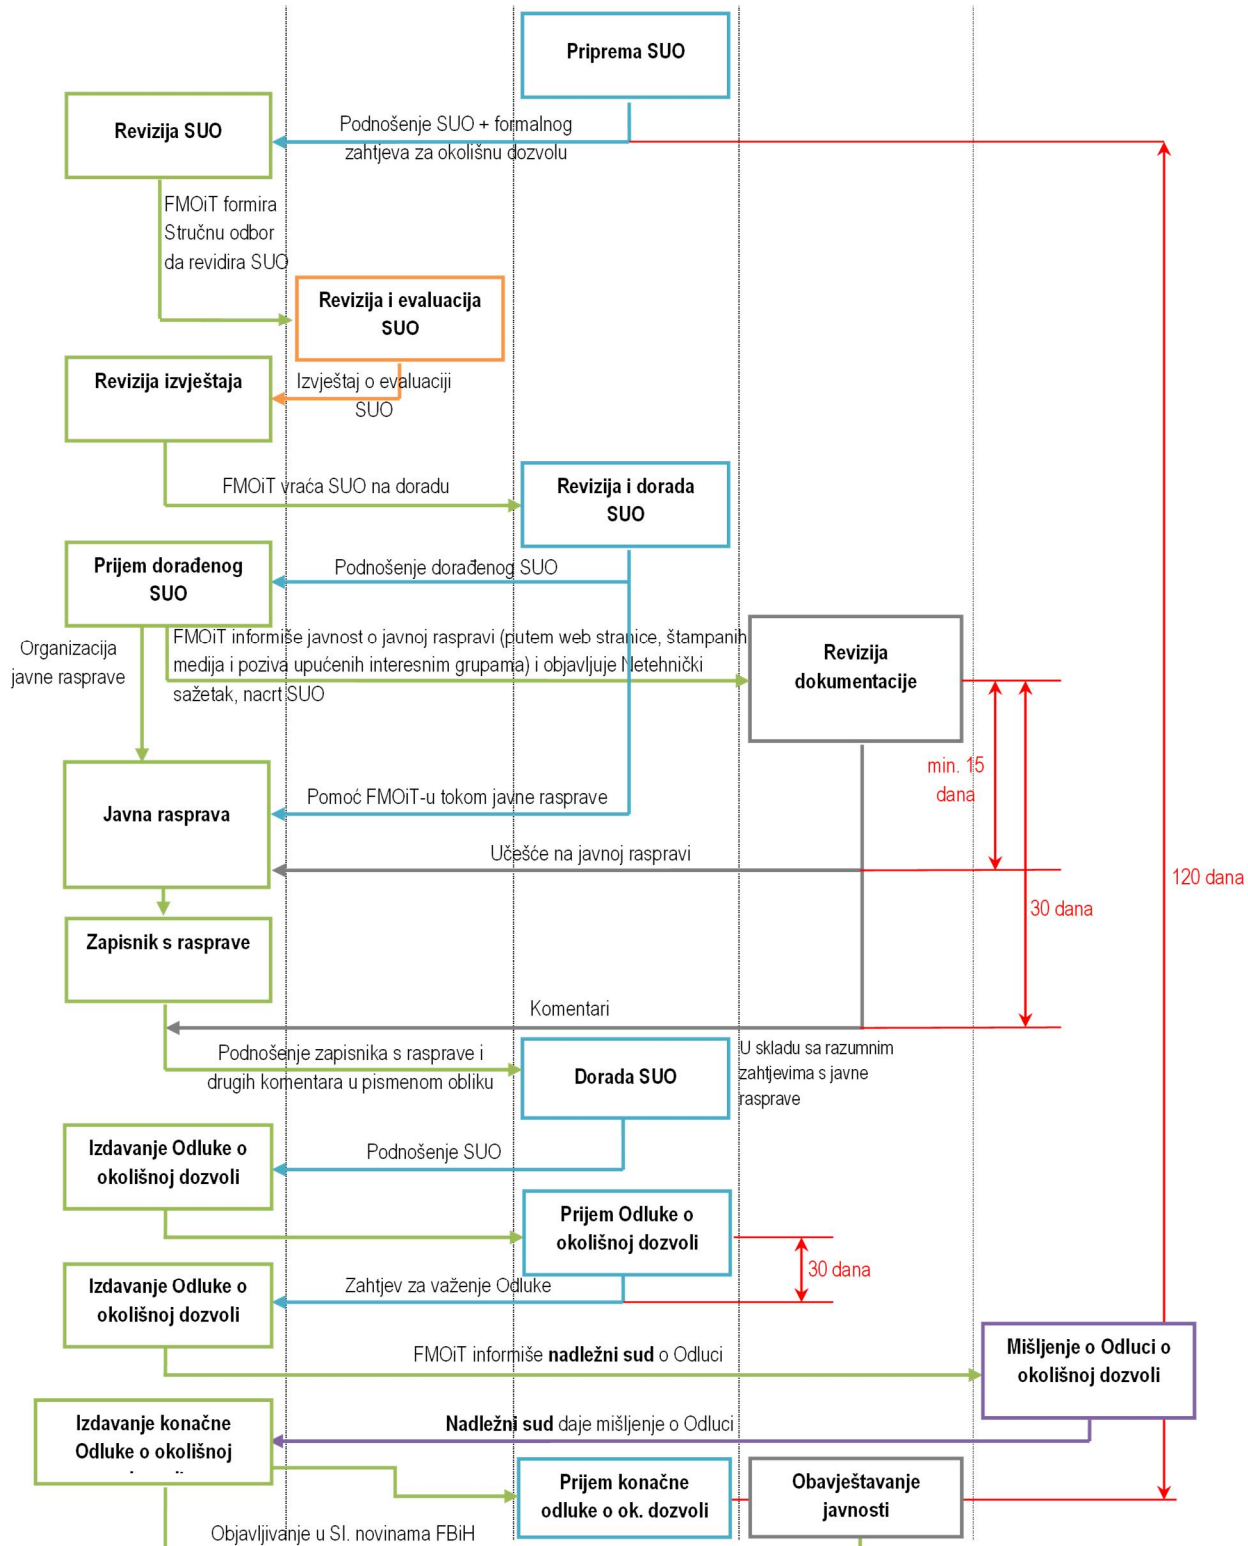 Priprema SUO
Revizija SUO
Podnošenje SUO + formalnog
zahtjeva za okolišnu dozvolu
FMOiT formira
Stručnu odbor
da revidira SUO
Revizija i evaluacija
SUO
Revizija izvještaja
Izvještaj o evaluaciji
SUO
FMOiT vraća SUO na doradu
Revizija i dorada
SUO
Prijem dorađenog
SUO
Podnošenje dorađenog SUO
Organizacija
javne rasprave
FMOiT informiše javnost o javnoj raspravi (putem web stranice, štampanih
medija i poziva upućenih interesnim grupama) i objavljuje Netehnički
sažetak, nacrt SUO
Revizija
dokumentacije
min. 15
dana
Javna rasprava
Pomoć FMOiT-u tokom javne rasprave
Učešće na javnoj raspravi
120 dana
30 dana
Zapisnik s rasprave
Komentari
Podnošenje zapisnika s rasprave i
drugih komentara u pismenom obliku
Dorada SUO
U skladu sa razumnim
zahtjevima s javne
rasprave
Izdavanje Odluke o
okolišnoj dozvoli
Podnošenje SUO
Prijem Odluke o
okolišnoj dozvoli
30 dana
Izdavanje Odluke o
okolišnoj dozvoli
Zahtjev za važenje Odluke
FMOiT informiše nadležni sud o Odluci
Mišljenje o Odluci o
okolišnoj dozvoli
Izdavanje konačne
Odluke o okolišnoj
Nadležni sud daje mišljenje o Odluci
Prijem konačne
odluke o ok. dozvoli
Obavještavanje
javnosti
Objavljivanje u Sl. novinama FBiH